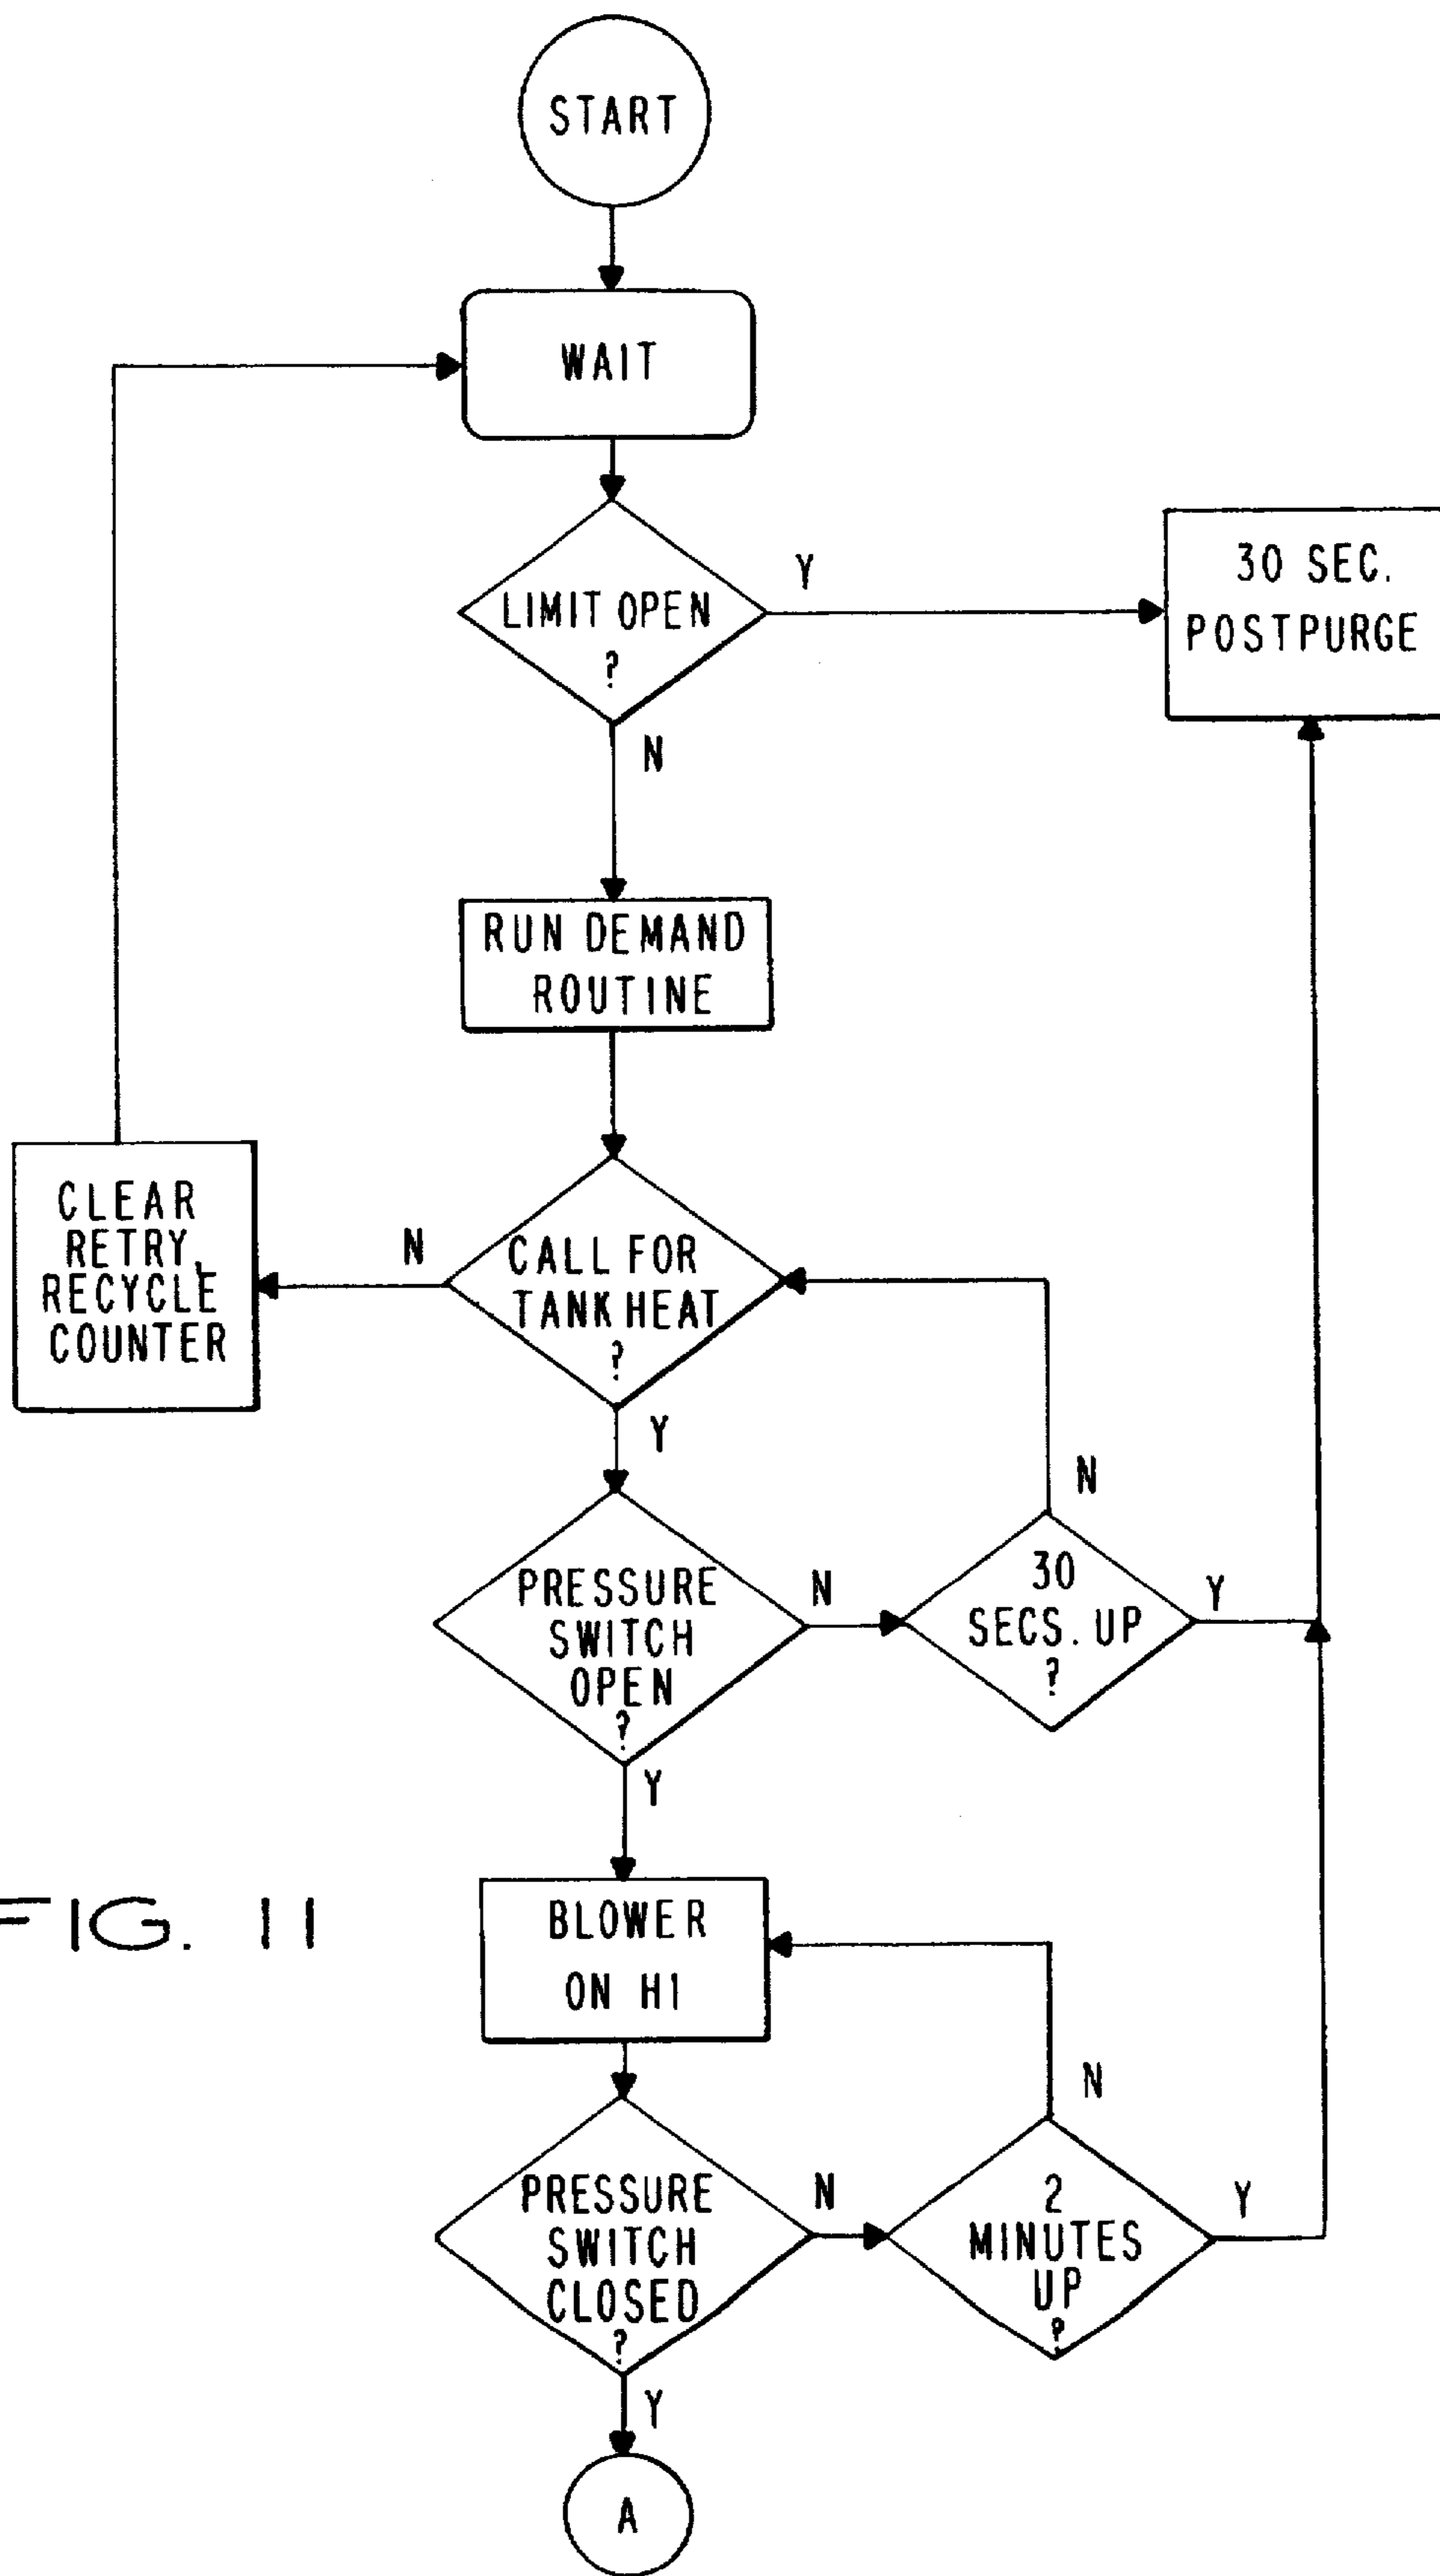 START
WAIT
LIMIT OPEN
?
Y
N
30 SEC.
POSTPURGE
RUN DEMAND
ROUTINE
CALL FOR
TANK HEAT
?
N
Y
CLEAR
RETRY,
RECYCLE
COUNTER
PRESSURE
SWITCH
OPEN
?
N
Y
30
SECS. UP
?
N
Y
BLOWER
ON HI
PRESSURE
SWITCH
CLOSED
?
N
Y
2
MINUTES
UP
?
N
Y
A
FIG. 11